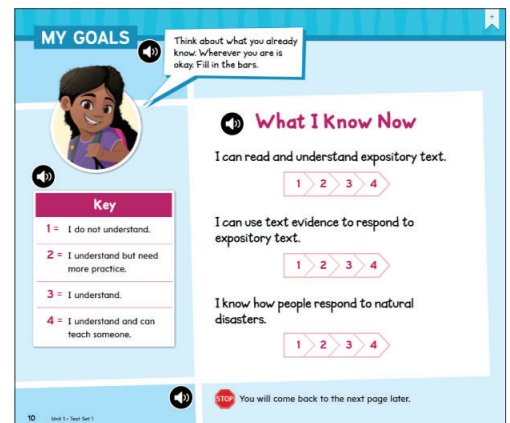 MY GOALS
Think about what you already
know. Wherever you are is
okay. Fill in the bars.
Key
1 = I do not understand.
2 = I understand but need
more practice.
3 = I understand.
4 = I understand and can
teach someone.
What I Know Now
I can read and understand expository text.
1 2 3 4
I can use text evidence to respond to
expository text.
1 2 3 4
I know how people respond to natural
disasters.
1 2 3 4
STOP You will come back to the next page later.
10 Unit 1 • Text Set 1